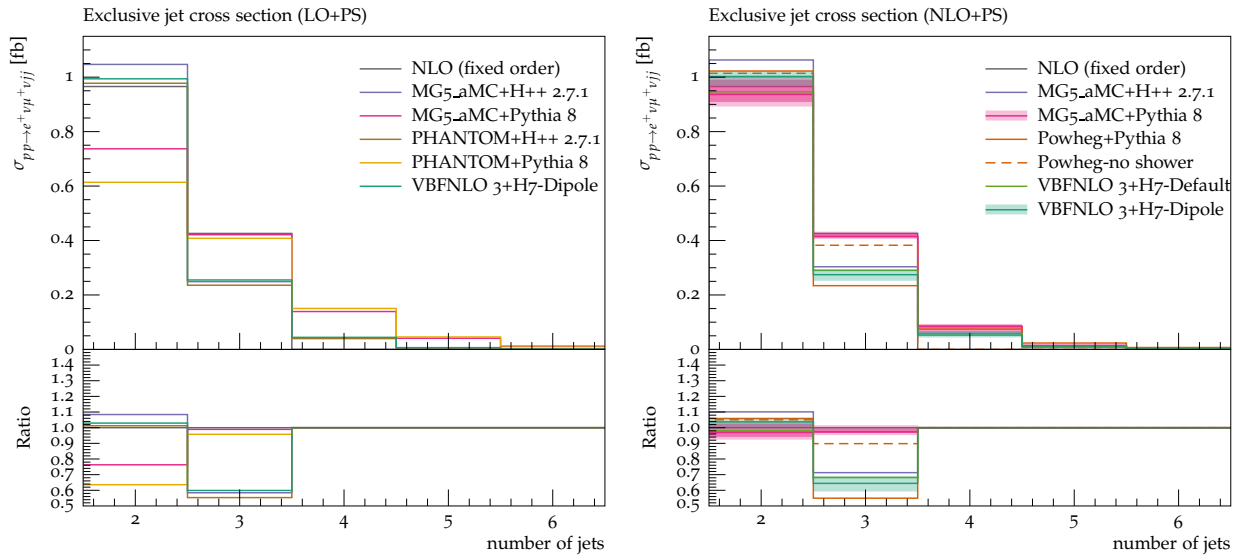 Exclusive jet cross section (LO+PS)
σpp→e⁺νμ⁺νjj [fb]
1
0.8
0.6
0.4
0.2
0
NLO (fixed order)
MG5_aMC+H++ 2.7.1
MG5_aMC+Pythia 8
PHANTOM+H++ 2.7.1
PHANTOM+Pythia 8
VBFNLO 3+H7-Dipole
Ratio
1.4
1.3
1.2
1.1
1.0
0.9
0.8
0.7
0.6
0.5
2 3 4 5 6
number of jets
Exclusive jet cross section (NLO+PS)
σpp→e⁺νμ⁺νjj [fb]
1
0.8
0.6
0.4
0.2
0
NLO (fixed order)
MG5_aMC+H++ 2.7.1
MG5_aMC+Pythia 8
Powheg+Pythia 8
Powheg-no shower
VBFNLO 3+H7-Default
VBFNLO 3+H7-Dipole
Ratio
1.4
1.3
1.2
1.1
1.0
0.9
0.8
0.7
0.6
0.5
2 3 4 5 6
number of jets